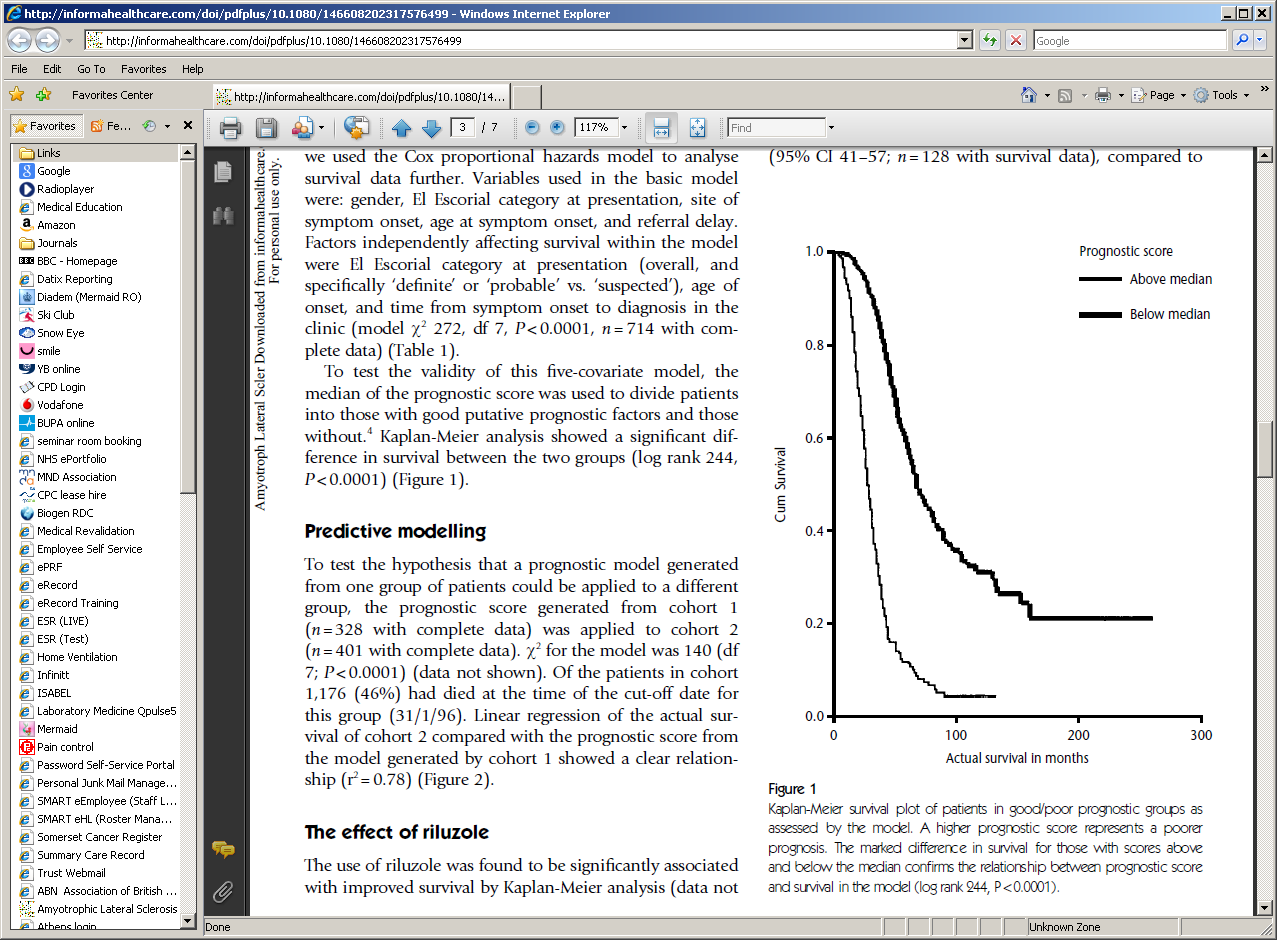 http://informahealthcare.com/doi/pdfplus/10.1080/146608202317576499 - Windows Internet Explorer
http://informahealthcare.com/doi/pdfplus/10.1080/146608202317576499
Google
File Edit Go To Favorites Help
Favorites Center
http://informahealthcare.com/doi/pdfplus/10.1080/14...
Page
Tools
Favorites
Fe...
3 / 7
117%
Find
Links
Google
Radioplayer
Medical Education
Amazon
Journals
BBC - Homepage
Datix Reporting
Diadem (Mermaid RO)
Ski Club
Snow Eye
smile
YB online
CPD Login
Vodafone
BUPA online
seminar room booking
NHS ePortfolio
MND Association
CPC lease hire
Biogen RDC
Medical Revalidation
Employee Self Service
ePRF
eRecord
eRecord Training
ESR (LIVE)
ESR (Test)
Home Ventilation
Infinitt
ISABEL
Laboratory Medicine Qpulse5
Mermaid
Pain control
Password Self-Service Portal
Personal Junk Mail Manage...
SMART eEmployee (Staff L...
SMART eHL (Roster Mana...
Somerset Cancer Register
Summary Care Record
Trust Webmail
ABN Association of British ...
Amyotrophic Lateral Sclerosis
Athens login
Amyotroph Lateral Scler Downloaded from informahealthcare.
For personal use only.
we used the Cox proportional hazards model to analyse
survival data further. Variables used in the basic model
were: gender, El Escorial category at presentation, site of
symptom onset, age at symptom onset, and referral delay.
Factors independently affecting survival within the model
were El Escorial category at presentation (overall, and
specifically ‘definite’ or ‘probable’ vs. ‘suspected’), age of
onset, and time from symptom onset to diagnosis in the
clinic (model χ² 272, df 7, P<0.0001, n=714 with com-
plete data) (Table 1).
To test the validity of this five-covariate model, the
median of the prognostic score was used to divide patients
into those with good putative prognostic factors and those
without.⁴ Kaplan-Meier analysis showed a significant dif-
ference in survival between the two groups (log rank 244,
P<0.0001) (Figure 1).
Predictive modelling
To test the hypothesis that a prognostic model generated
from one group of patients could be applied to a different
group, the prognostic score generated from cohort 1
(n=328 with complete data) was applied to cohort 2
(n=401 with complete data). χ² for the model was 140 (df
7; P<0.0001) (data not shown). Of the patients in cohort
1,176 (46%) had died at the time of the cut-off date for
this group (31/1/96). Linear regression of the actual sur-
vival of cohort 2 compared with the prognostic score from
the model generated by cohort 1 showed a clear relation-
ship (r²=0.78) (Figure 2).
The effect of riluzole
The use of riluzole was found to be significantly associated
with improved survival by Kaplan-Meier analysis (data not
(95% CI 41–57; n=128 with survival data), compared to
Prognostic score
Above median
Below median
1.0
0.8
0.6
0.4
0.2
0.0
Cum Survival
0 100 200 300
Actual survival in months
Figure 1
Kaplan-Meier survival plot of patients in good/poor prognostic groups as
assessed by the model. A higher prognostic score represents a poorer
prognosis. The marked difference in survival for those with scores above
and below the median confirms the relationship between prognostic score
and survival in the model (log rank 244, P<0.0001).
Done
Unknown Zone